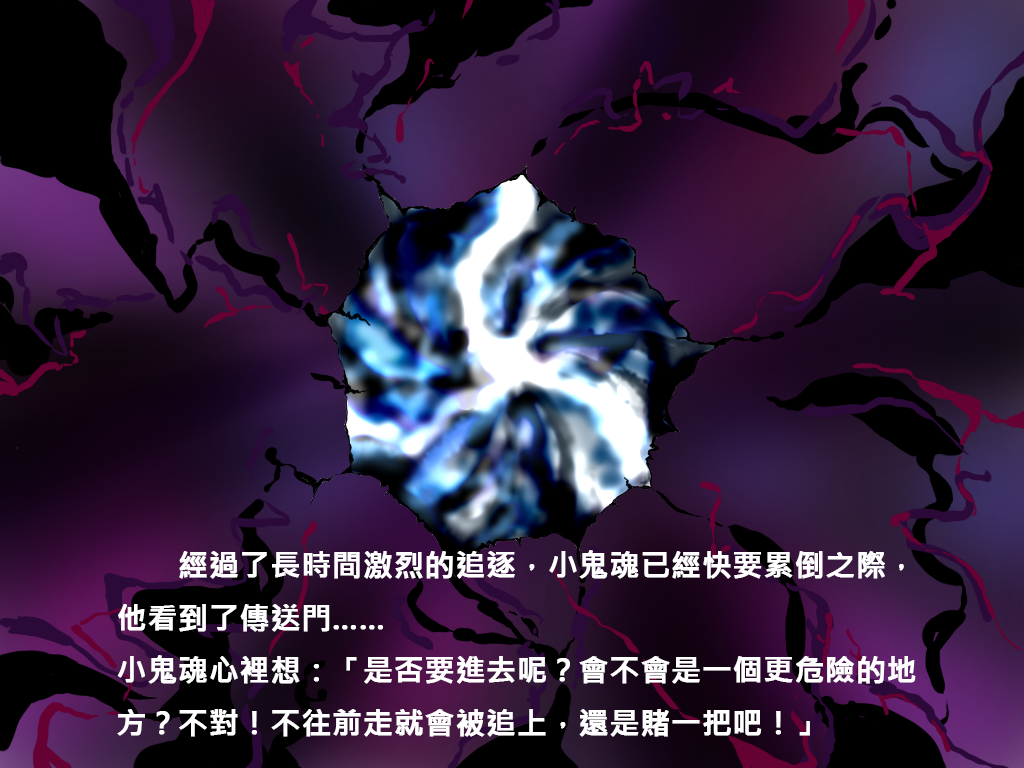 經過了長時間激烈的追逐，小鬼魂已經快要累倒之際，
他看到了傳送門……
小鬼魂心裡想：「是否要進去呢？會不會是一個更危險的地
方？不對！不往前走就會被追上，還是賭一把吧！」